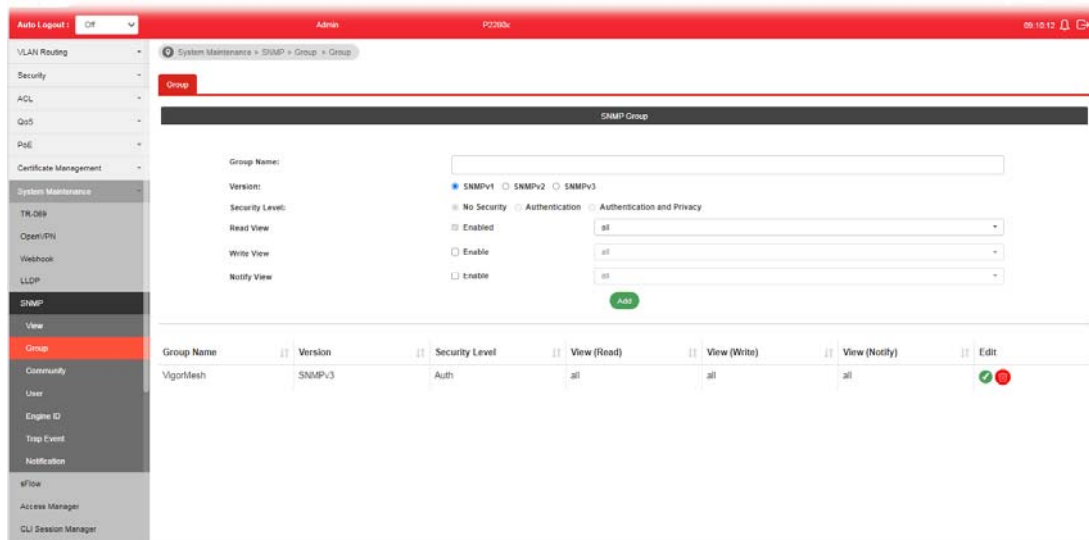 Auto Logout : Off Admin P2280x 09:10:12
VLAN Routing
Security
ACL
QoS
PoE
Certificate Management
System Maintenance
TR-069
OpenVPN
Webhook
LLDP
SNMP
View
Group
Community
User
Engine ID
Trap Event
Notification
sFlow
Access Manager
CLI Session Manager
System Maintenance » SNMP » Group » Group
Group
SNMP Group
Group Name:
Version: SNMPv1 SNMPv2 SNMPv3
Security Level: No Security Authentication Authentication and Privacy
Read View Enabled all
Write View Enable all
Notify View Enable all
Add
Group Name Version Security Level View (Read) View (Write) View (Notify) Edit
VigorMesh SNMPv3 Auth all all all